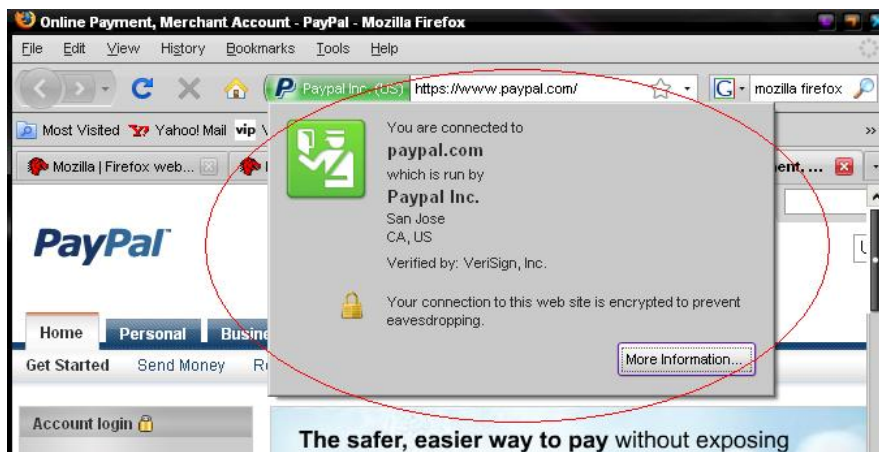 Online Payment, Merchant Account - PayPal - Mozilla Firefox
File Edit View History Bookmarks Tools Help
Paypal Inc. (US) https://www.paypal.com/ G mozilla firefox
Most Visited Yahoo! Mail vip »
Mozilla | Firefox web... ent, ...
You are connected to
paypal.com
which is run by
Paypal Inc.
San Jose
CA, US
Verified by: VeriSign, Inc.
Your connection to this web site is encrypted to prevent
eavesdropping.
More Information...
PayPal
Home Personal Busine
Get Started Send Money
Account login
The safer, easier way to pay without exposing